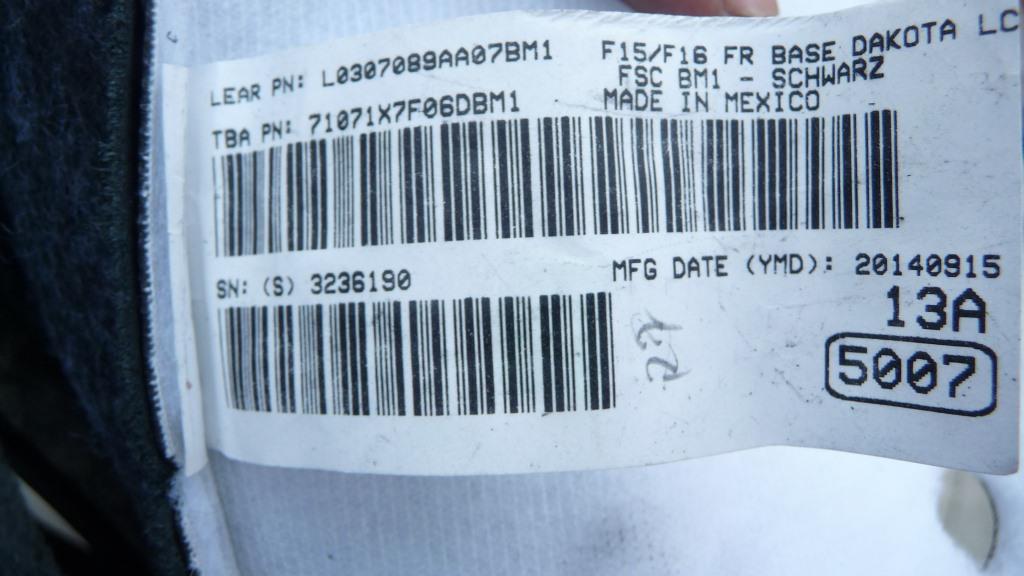 LEAR PN: L0307089AA07BM1
F15/F16 FR BASE DAKOTA LC
FSC BM1 - SCHWARZ
TBA PN: 71071X7F06DBM1
MADE IN MEXICO
SN: (S) 3236190
MFG DATE (YMD): 20140915
13A
5007